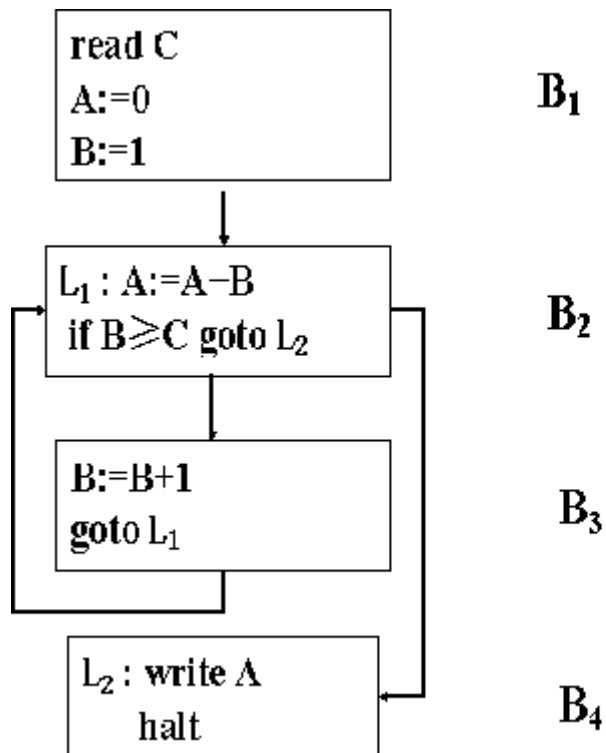 read C
A:=0
B:=1
B₁
L₁ : A:=A−B
if B≥C goto L₂
B₂
B:=B+1
goto L₁
B₃
L₂ : write A
halt
B₄